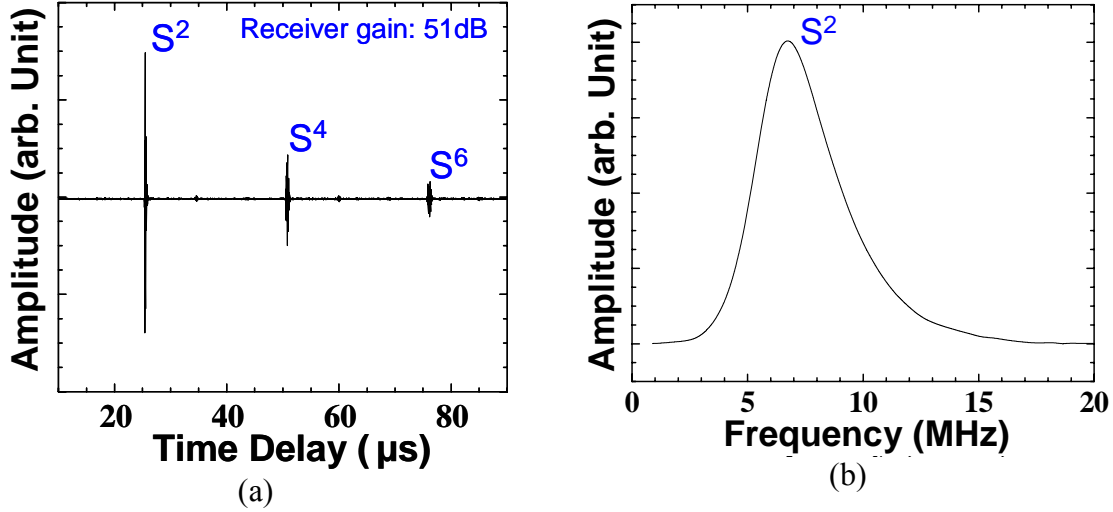 Amplitude (arb. Unit)
S²
Receiver gain: 51dB
S⁴
S⁶
20 40 60 80
Time Delay (µs)
(a)
Amplitude (arb. Unit)
S²
0 5 10 15 20
Frequency (MHz)
(b)